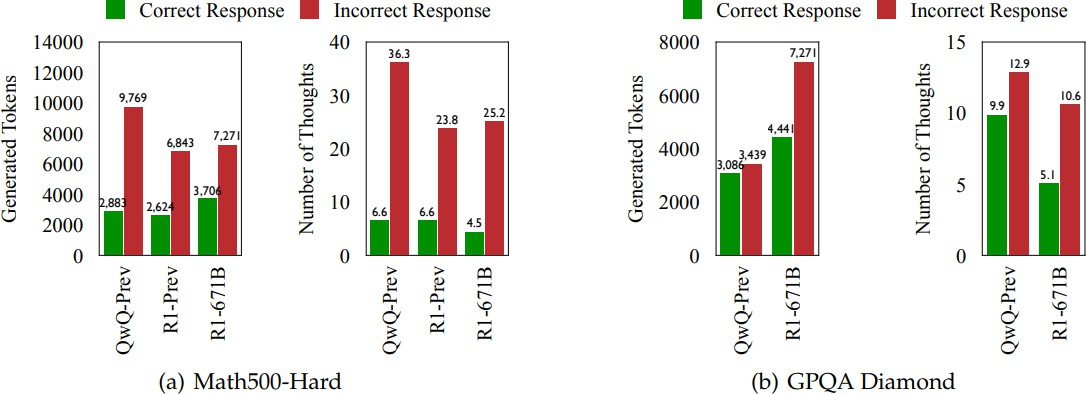 Correct Response Incorrect Response
Generated Tokens
14000
12000
10000
8000
6000
4000
2000
0
2,883
9,769
2,624
6,843
3,706
7,271
QwQ-Prev
R1-Prev
R1-671B
Number of Thoughts
40
30
20
10
0
6.6
36.3
6.6
23.8
4.5
25.2
QwQ-Prev
R1-Prev
R1-671B
(a) Math500-Hard
Correct Response Incorrect Response
Generated Tokens
8000
6000
4000
2000
0
3,086
3,439
4,441
7,271
QwQ-Prev
R1-671B
Number of Thoughts
15
10
5
0
9.9
12.9
5.1
10.6
QwQ-Prev
R1-671B
(b) GPQA Diamond